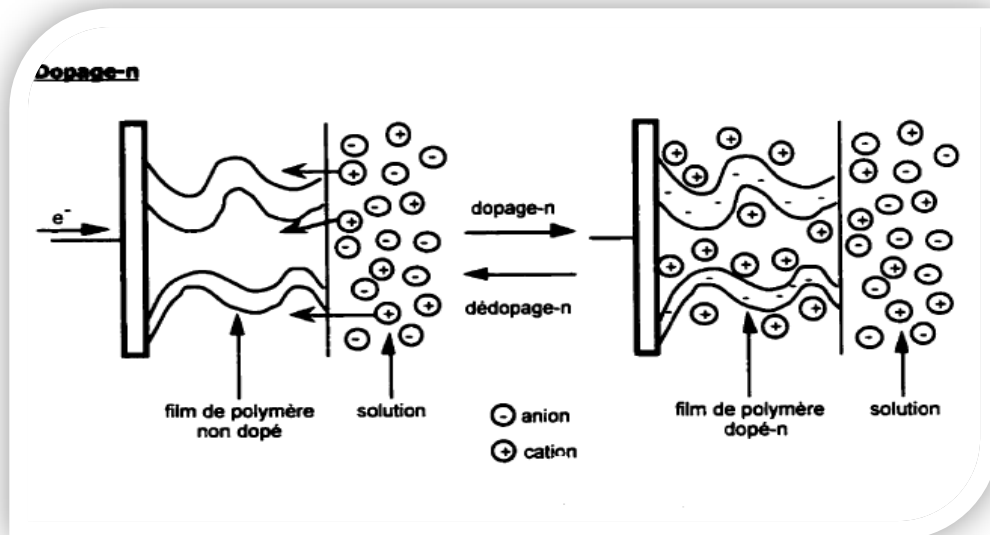 Dopage-n
e⁻
dopage-n
dédopage-n
film de polymère
non dopé
solution
anion
cation
film de polymère
dopé-n
solution